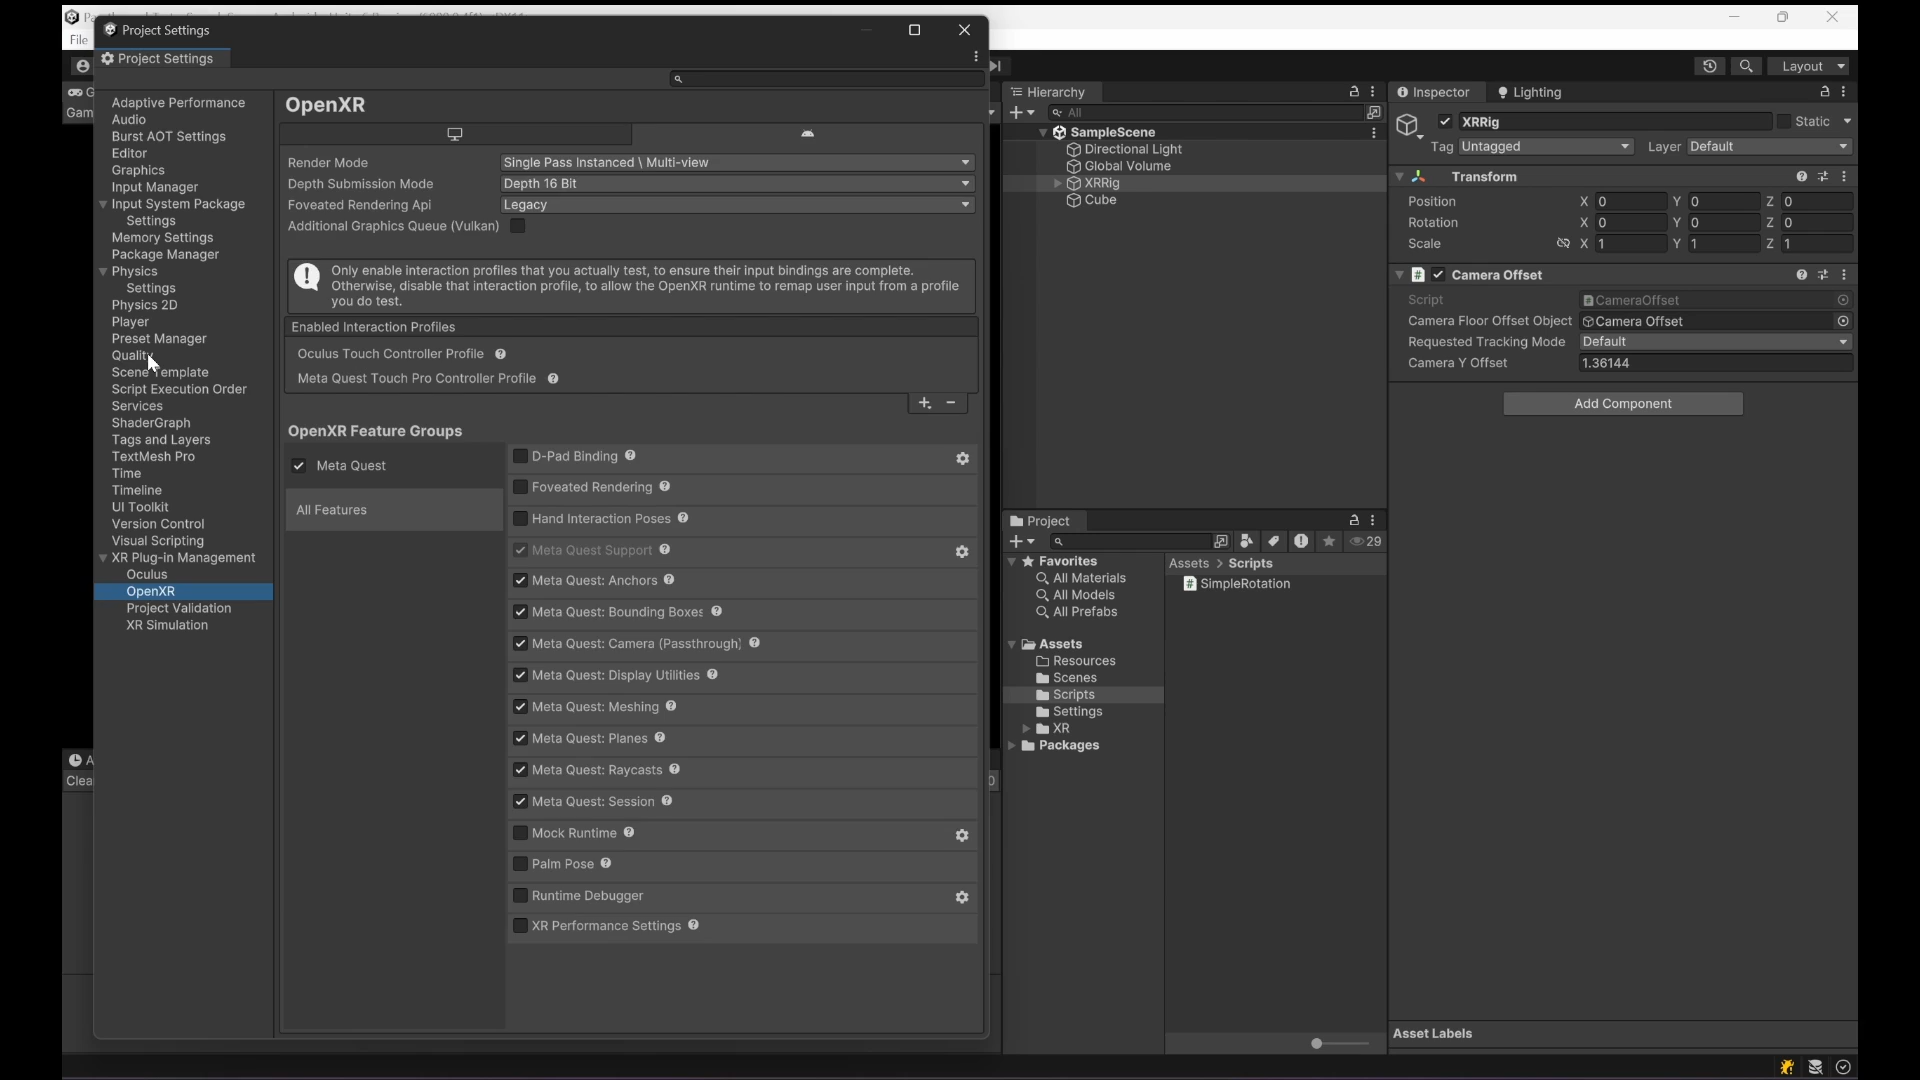 Project Settings
File
Project Settings
Gam
Adaptive Performance
Audio
Burst AOT Settings
Editor
Graphics
Input Manager
Input System Package
Settings
Memory Settings
Package Manager
Physics
Settings
Physics 2D
Player
Preset Manager
Quality
Scene Template
Script Execution Order
Services
ShaderGraph
Tags and Layers
TextMesh Pro
Time
Timeline
UI Toolkit
Version Control
Visual Scripting
XR Plug-in Management
Oculus
OpenXR
Project Validation
XR Simulation
Clea
OpenXR
Render Mode Single Pass Instanced \ Multi-view
Depth Submission Mode Depth 16 Bit
Foveated Rendering Api Legacy
Additional Graphics Queue (Vulkan)
Only enable interaction profiles that you actually test, to ensure their input bindings are complete.
Otherwise, disable that interaction profile, to allow the OpenXR runtime to remap user input from a profile
you do test.
Enabled Interaction Profiles
Oculus Touch Controller Profile
Meta Quest Touch Pro Controller Profile
OpenXR Feature Groups
Meta Quest
All Features
D-Pad Binding
Foveated Rendering
Hand Interaction Poses
Meta Quest Support
Meta Quest: Anchors
Meta Quest: Bounding Boxes
Meta Quest: Camera (Passthrough)
Meta Quest: Display Utilities
Meta Quest: Meshing
Meta Quest: Planes
Meta Quest: Raycasts
Meta Quest: Session
Mock Runtime
Palm Pose
Runtime Debugger
XR Performance Settings
Layout
Hierarchy
All
SampleScene
Directional Light
Global Volume
XRRig
Cube
Project
29
Favorites
All Materials
All Models
All Prefabs
Assets
Resources
Scenes
Scripts
Settings
XR
Packages
Assets > Scripts
SimpleRotation
Inspector Lighting
XRRig Static
Tag Untagged Layer Default
Transform
Position X 0 Y 0 Z 0
Rotation X 0 Y 0 Z 0
Scale X 1 Y 1 Z 1
Camera Offset
Script CameraOffset
Camera Floor Offset Object Camera Offset
Requested Tracking Mode Default
Camera Y Offset 1.36144
Add Component
Asset Labels